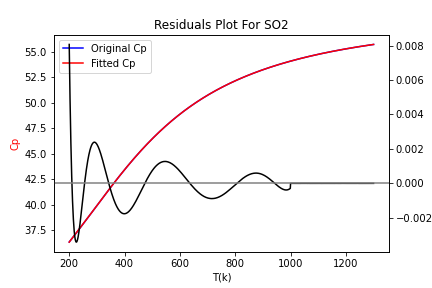 Residuals Plot For SO2
Original Cp
Fitted Cp
Cp
55.0
52.5
50.0
47.5
45.0
42.5
40.0
37.5
0.008
0.006
0.004
0.002
0.000
−0.002
200 400 600 800 1000 1200
T(k)